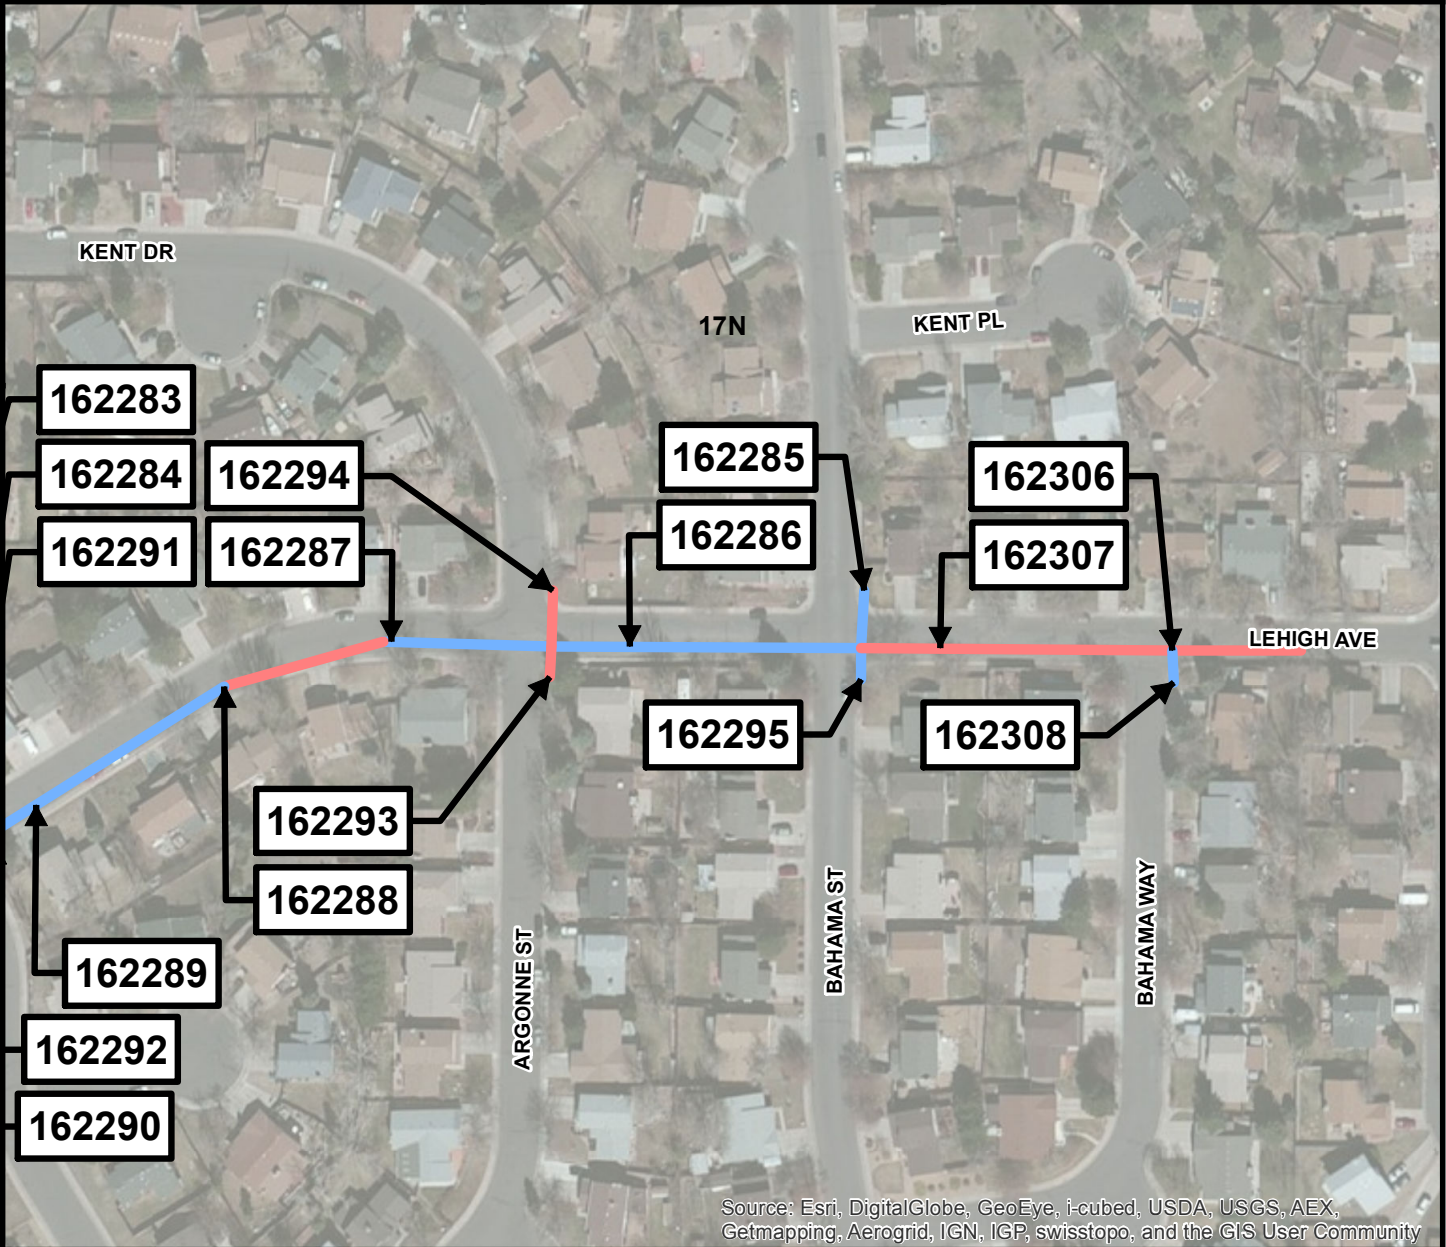 KENT DR
17N
KENT PL
162283
162284
162291
162294
162287
162285
162286
162306
162307
LEHIGH AVE
162295
162308
162293
162288
162289
162292
162290
ARGONNE ST
BAHAMA ST
BAHAMA WAY
Source: Esri, DigitalGlobe, GeoEye, i-cubed, USDA, USGS, AEX,
Getmapping, Aerogrid, IGN, IGP, swisstopo, and the GIS User Community